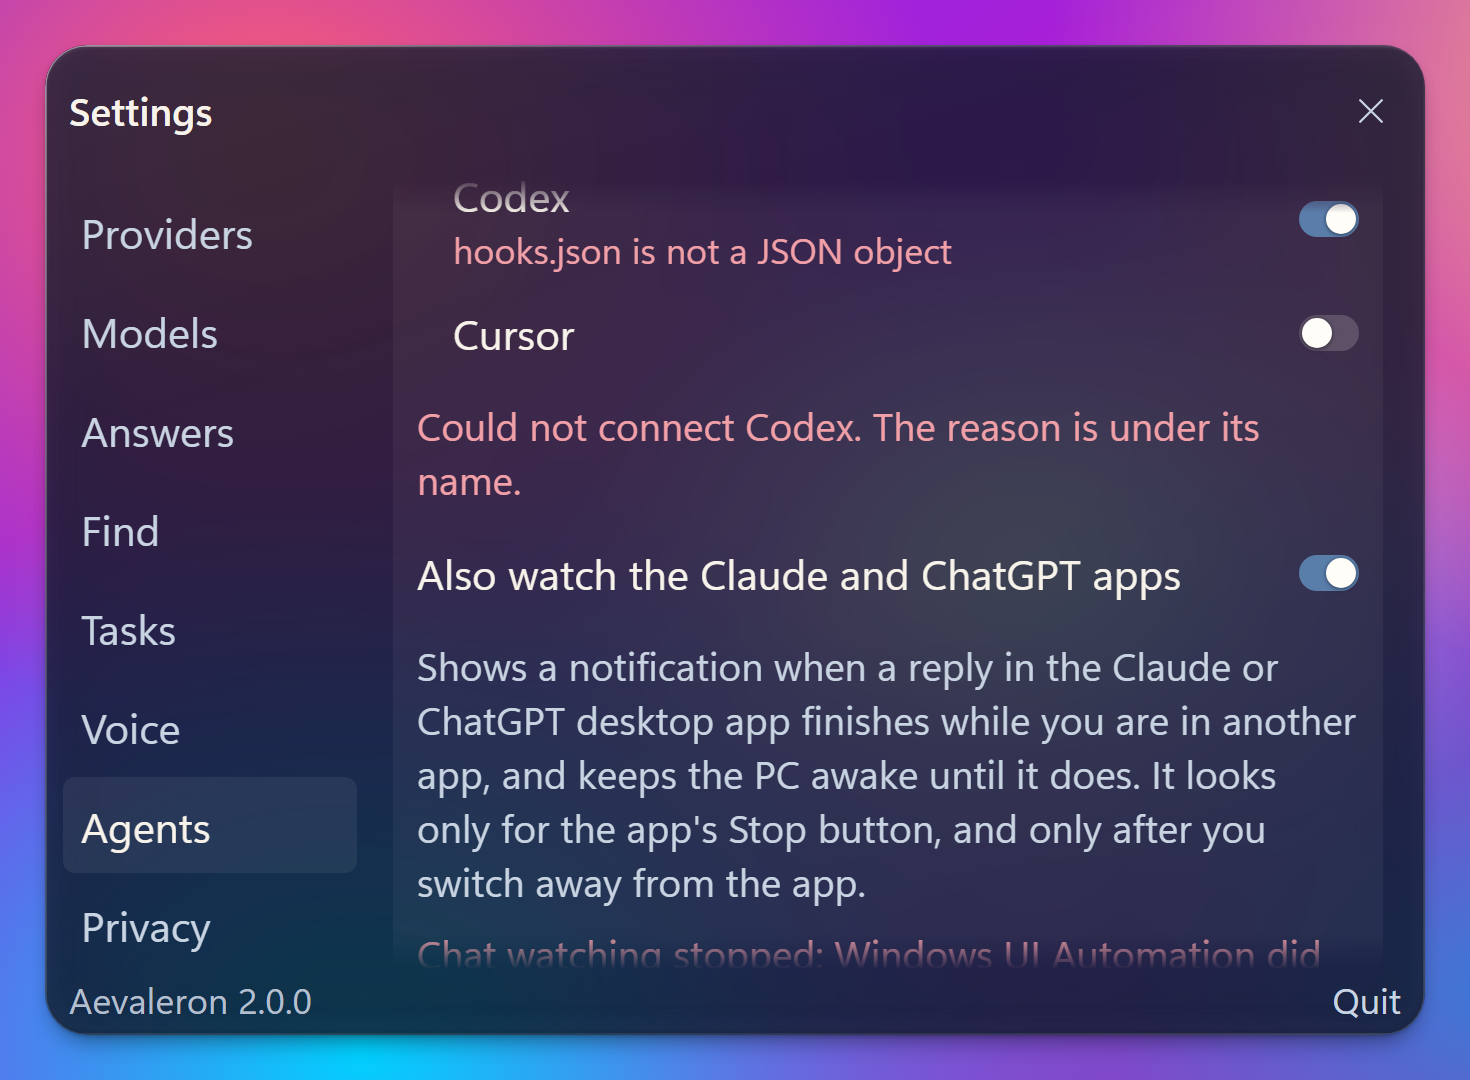 Settings
Providers
Models
Answers
Find
Tasks
Voice
Agents
Privacy
Aevaleron 2.0.0
Codex
hooks.json is not a JSON object
Cursor
Could not connect Codex. The reason is under its
name.
Also watch the Claude and ChatGPT apps
Shows a notification when a reply in the Claude or
ChatGPT desktop app finishes while you are in another
app, and keeps the PC awake until it does. It looks
only for the app's Stop button, and only after you
switch away from the app.
Chat watching stopped: Windows UI Automation did
Quit